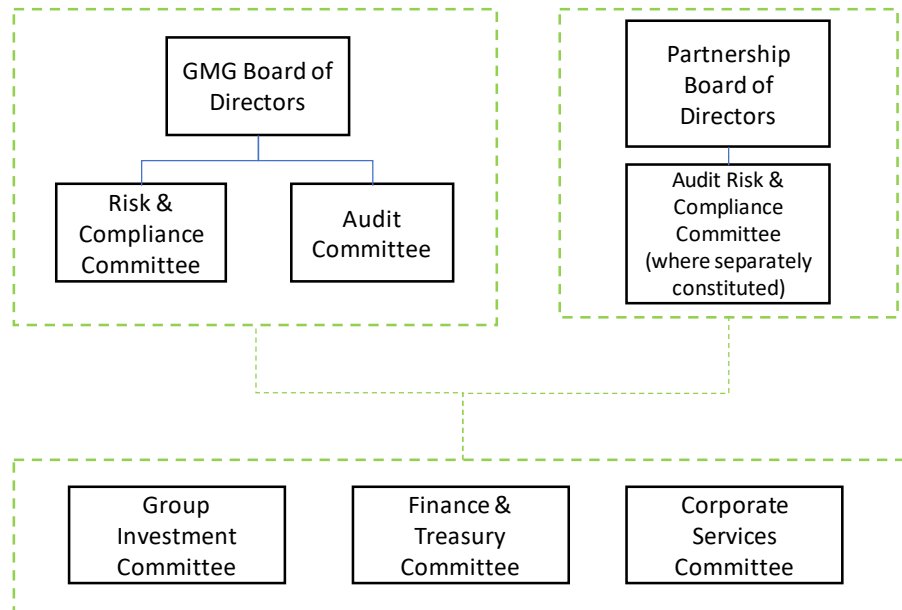 GMG Board of
Directors
Partnership
Board of
Directors
Risk &
Compliance
Committee
Audit
Committee
Audit Risk &
Compliance
Committee
(where separately
constituted)
Group
Investment
Committee
Finance &
Treasury
Committee
Corporate
Services
Committee